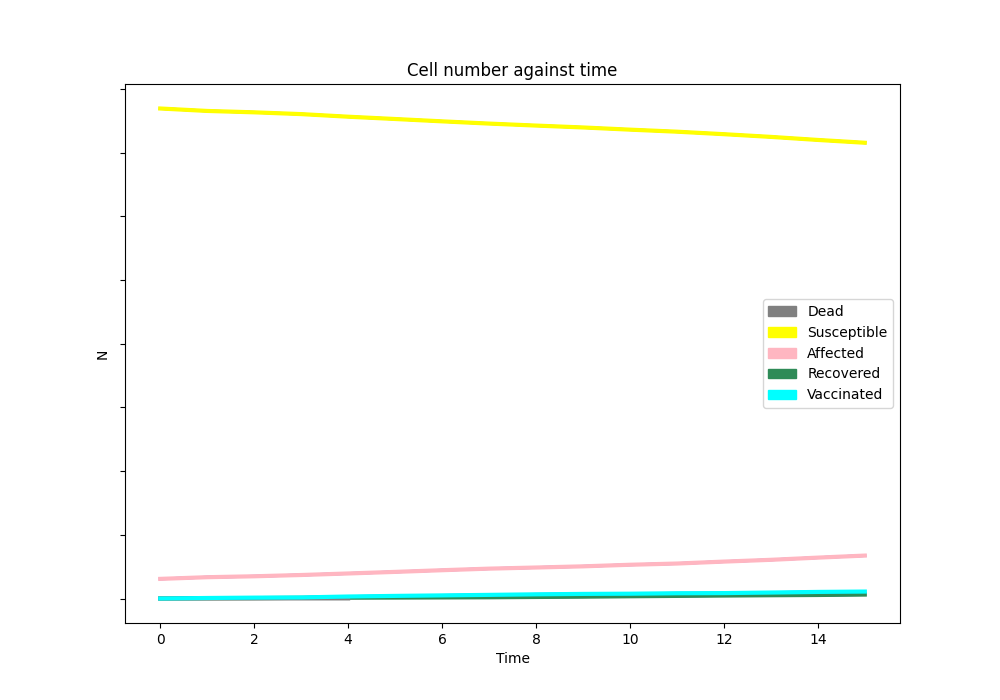 Cell number against time
N
Dead
Susceptible
Affected
Recovered
Vaccinated
0 2 4 6 8 10 12 14
Time